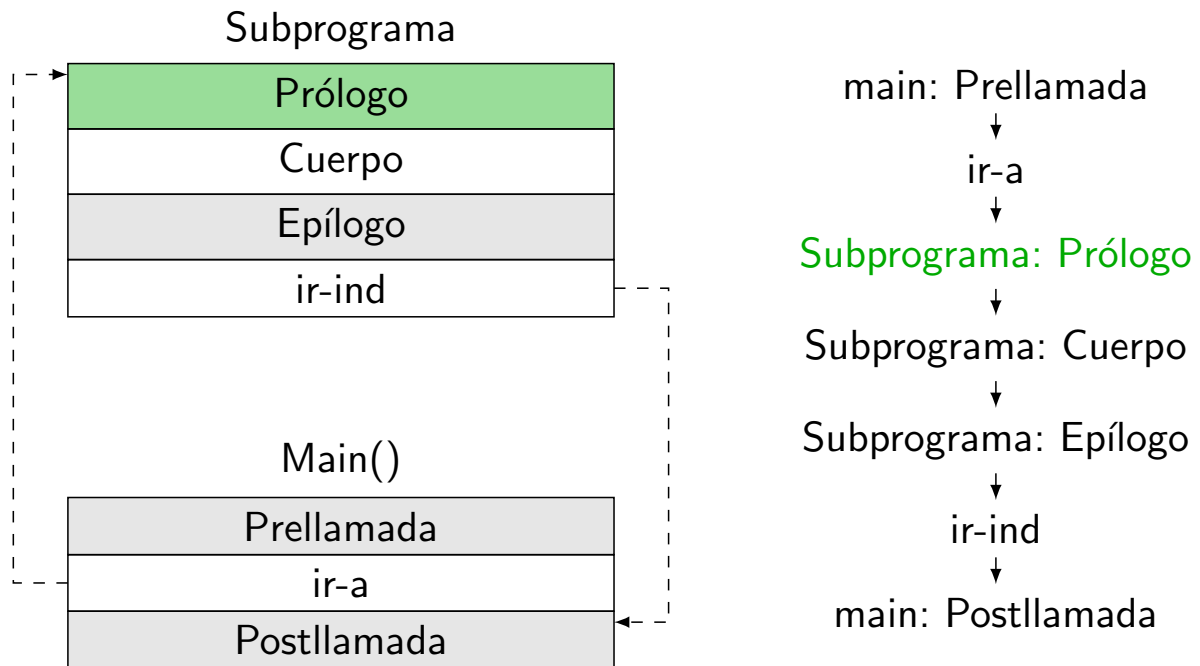 Subprograma
Prólogo
Cuerpo
Epílogo
ir-ind
Main()
Prellamada
ir-a
Postllamada
main: Prellamada
ir-a
Subprograma: Prólogo
Subprograma: Cuerpo
Subprograma: Epílogo
ir-ind
main: Postllamada